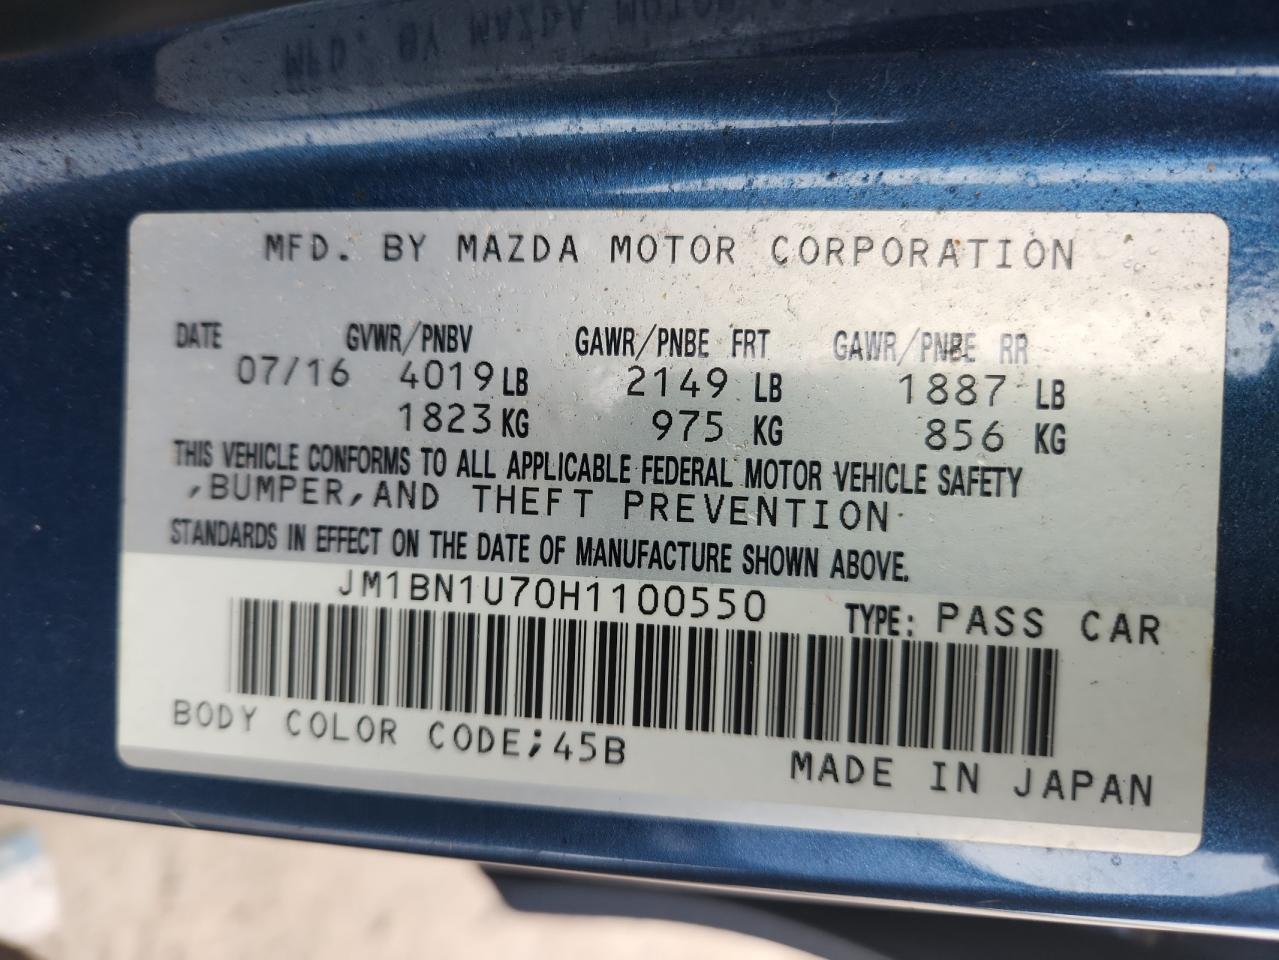 MFD. BY MAZDA MOTOR CORPORATION
DATE GVWR/PNBV GAWR/PNBE FRT GAWR/PNBE RR
07/16 4019 LB 2149 LB 1887 LB
1823 KG 975 KG 856 KG
THIS VEHICLE CONFORMS TO ALL APPLICABLE FEDERAL MOTOR VEHICLE SAFETY
,BUMPER,AND THEFT PREVENTION
STANDARDS IN EFFECT ON THE DATE OF MANUFACTURE SHOWN ABOVE.
JM1BN1U70H1100550 TYPE: PASS CAR
BODY COLOR CODE;45B MADE IN JAPAN